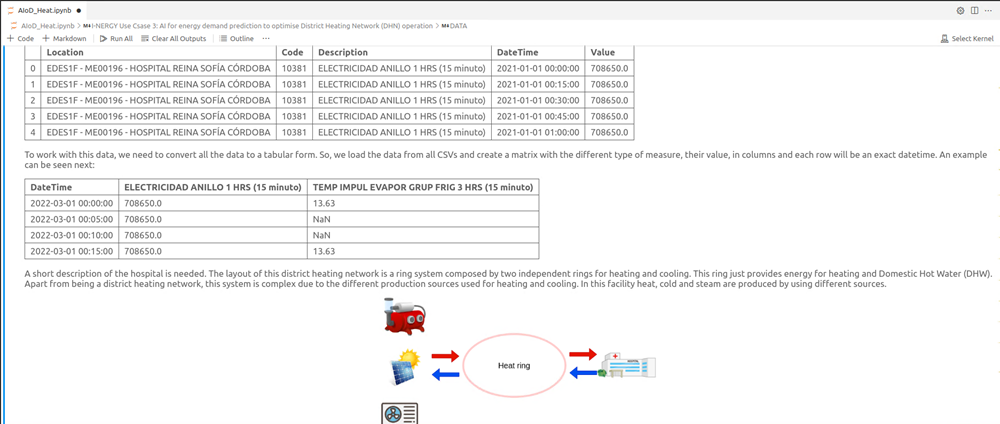 AIoD_Heat.ipynb
AIoD_Heat.ipynb > M↓ I-NERGY Use Csase 3: AI for energy demand prediction to optimise District Heating Network (DHN) operation > M↓ DATA
+ Code + Markdown Run All Clear All Outputs Outline ··· Select Kernel
Location Code Description DateTime Value
0 EDES1F - ME00196 - HOSPITAL REINA SOFÍA CÓRDOBA 10381 ELECTRICIDAD ANILLO 1 HRS (15 minuto) 2021-01-01 00:00:00 708650.0
1 EDES1F - ME00196 - HOSPITAL REINA SOFÍA CÓRDOBA 10381 ELECTRICIDAD ANILLO 1 HRS (15 minuto) 2021-01-01 00:15:00 708650.0
2 EDES1F - ME00196 - HOSPITAL REINA SOFÍA CÓRDOBA 10381 ELECTRICIDAD ANILLO 1 HRS (15 minuto) 2021-01-01 00:30:00 708650.0
3 EDES1F - ME00196 - HOSPITAL REINA SOFÍA CÓRDOBA 10381 ELECTRICIDAD ANILLO 1 HRS (15 minuto) 2021-01-01 00:45:00 708650.0
4 EDES1F - ME00196 - HOSPITAL REINA SOFÍA CÓRDOBA 10381 ELECTRICIDAD ANILLO 1 HRS (15 minuto) 2021-01-01 01:00:00 708650.0
To work with this data, we need to convert all the data to a tabular form. So, we load the data from all CSVs and create a matrix with the different type of measure, their value, in columns and each row will be an exact datetime. An example
can be seen next:
DateTime ELECTRICIDAD ANILLO 1 HRS (15 minuto) TEMP IMPUL EVAPOR GRUP FRIG 3 HRS (15 minuto)
2022-03-01 00:00:00 708650.0 13.63
2022-03-01 00:05:00 708650.0 NaN
2022-03-01 00:10:00 708650.0 NaN
2022-03-01 00:15:00 708650.0 13.63
A short description of the hospital is needed. The layout of this district heating network is a ring system composed by two independent rings for heating and cooling. This ring just provides energy for heating and Domestic Hot Water (DHW).
Apart from being a district heating network, this system is complex due to the different production sources used for heating and cooling. In this facility heat, cold and steam are produced by using different sources.
Heat ring